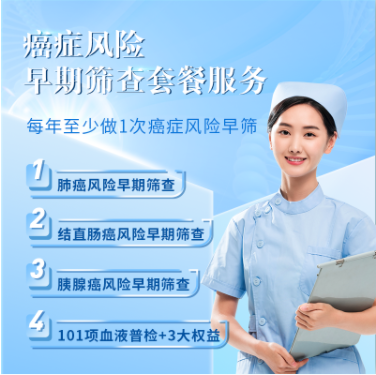 癌症风险
早期筛查套餐服务
每年至少做1次癌症风险早筛
1
肺癌风险早期筛查
2
结直肠癌风险早期筛查
3
胰腺癌风险早期筛查
4
101项血液普检+3大权益